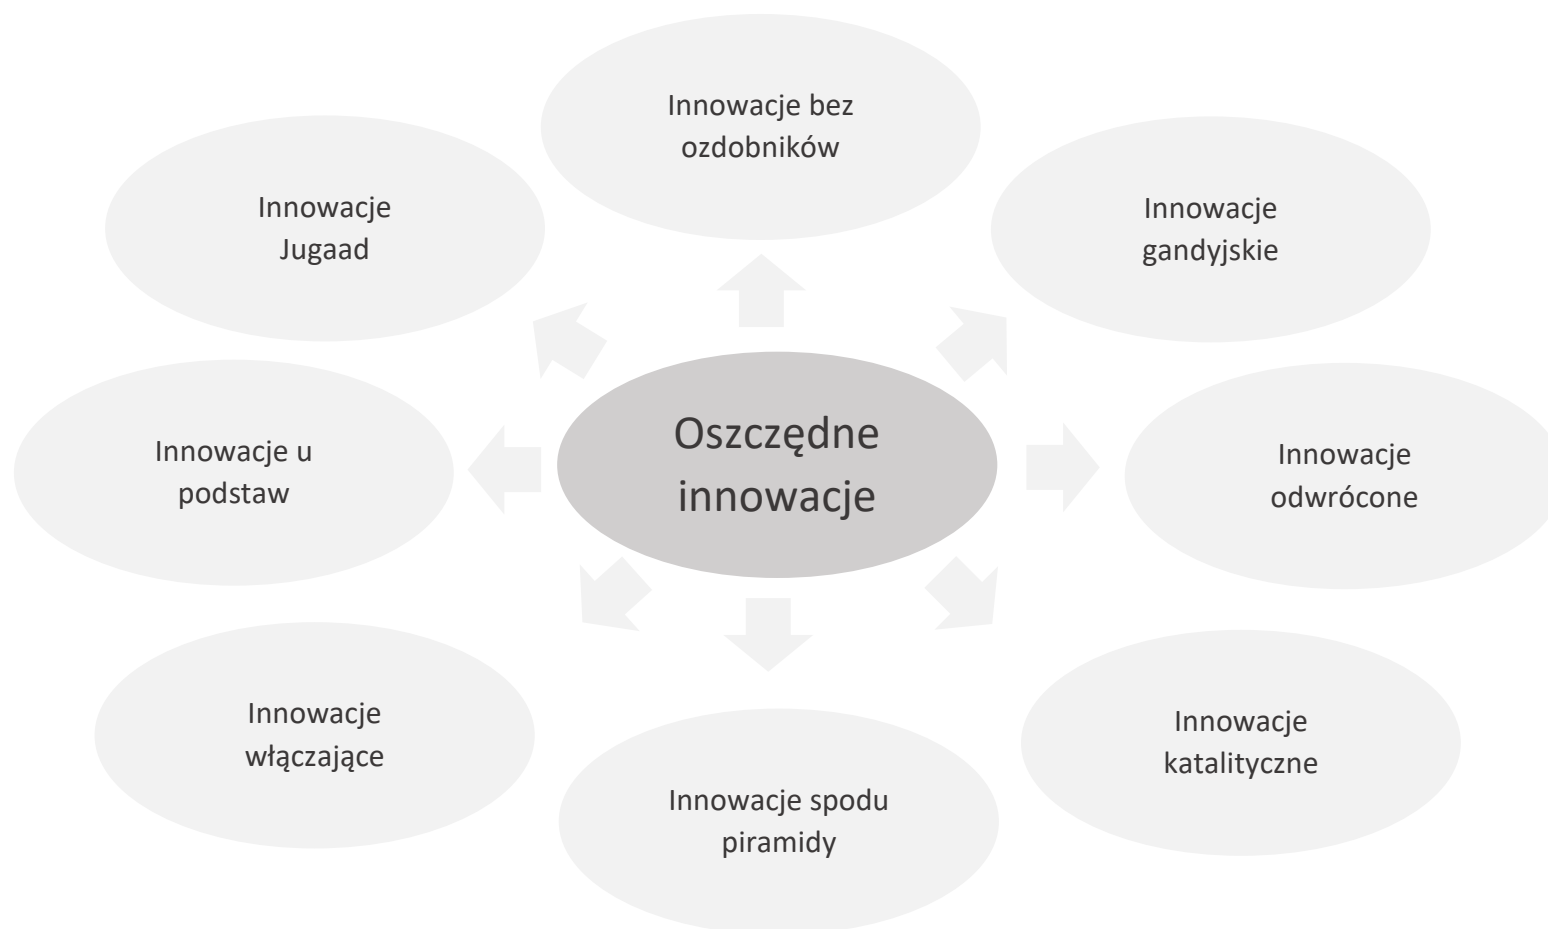 Innowacje bez
ozdobników
Innowacje
Jugaad
Innowacje
gandyjskie
Oszczędne
innowacje
Innowacje u
podstaw
Innowacje
odwrócone
Innowacje
włączające
Innowacje
katalityczne
Innowacje spodu
piramidy